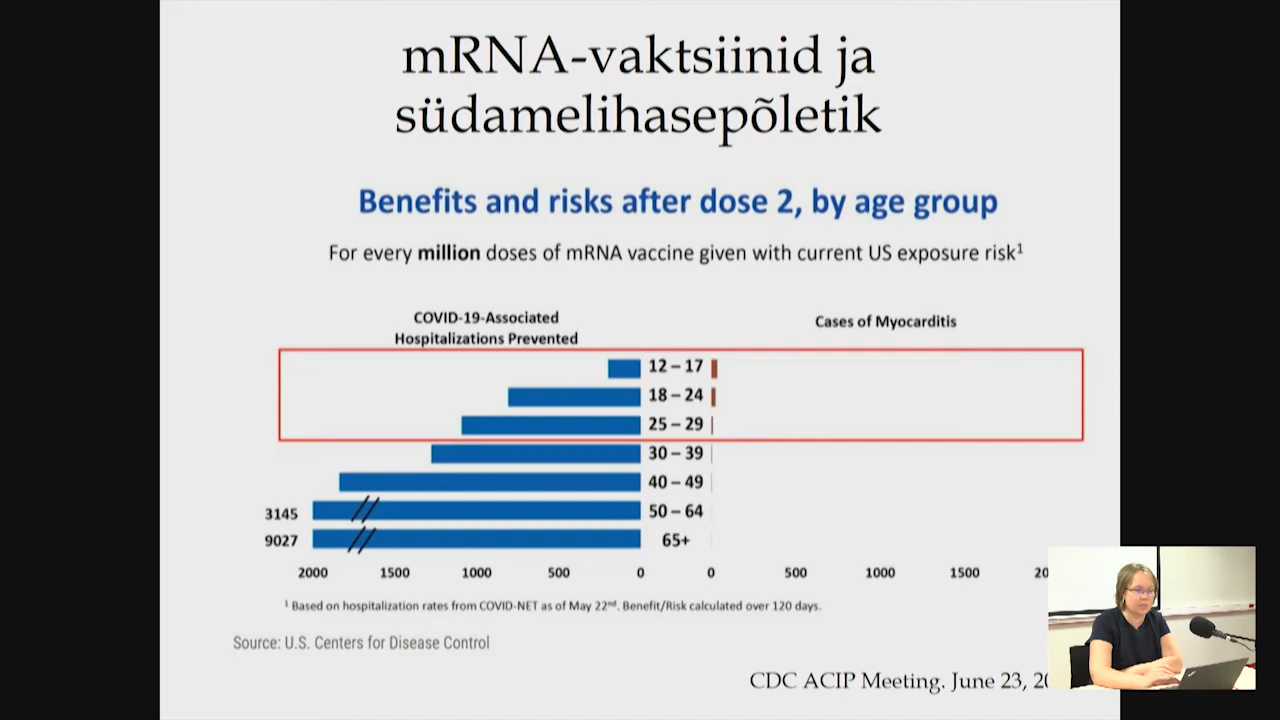 mRNA-vaktsiinid ja
südamelihasepõletik
Benefits and risks after dose 2, by age group
For every million doses of mRNA vaccine given with current US exposure risk¹
COVID-19-Associated
Hospitalizations Prevented
Cases of Myocarditis
12 – 17
18 – 24
25 – 29
30 – 39
40 – 49
3145 50 – 64
9027 65+
2000 1500 1000 500 0 0 500 1000 1500
¹ Based on hospitalization rates from COVID-NET as of May 22ⁿᵈ. Benefit/Risk calculated over 120 days.
Source: U.S. Centers for Disease Control
CDC ACIP Meeting. June 23,